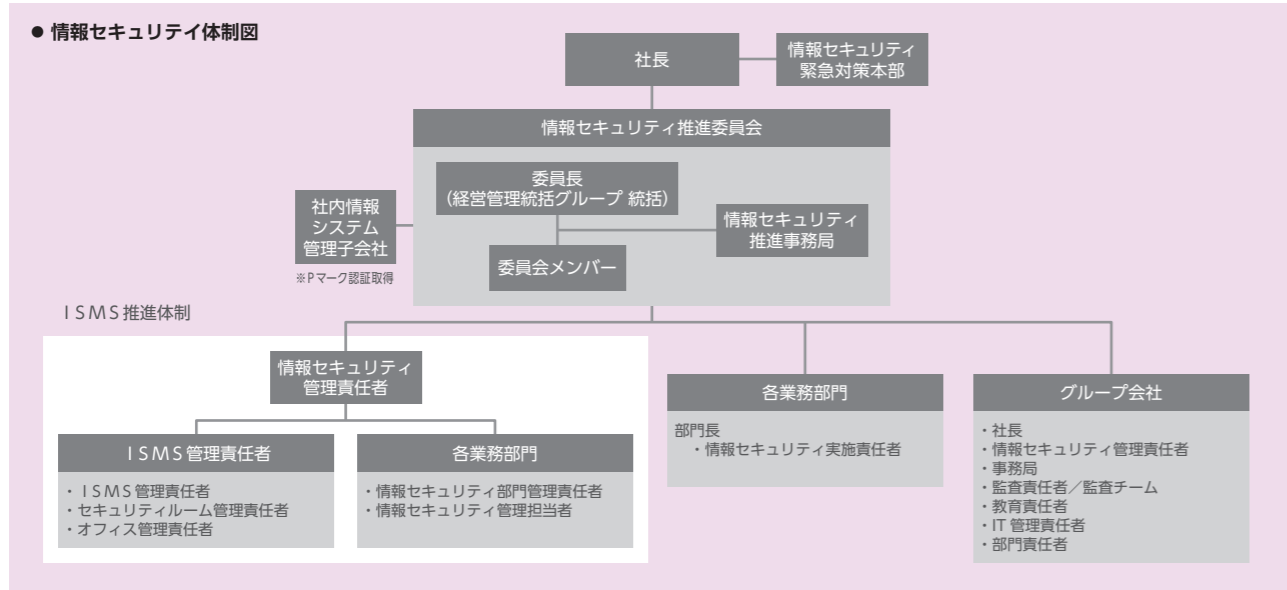 ● 情報セキュリテイ体制図
社長
情報セキュリティ
緊急対策本部
情報セキュリティ推進委員会
委員長
（経営管理統括グループ 統括）
社内情報
システム
管理子会社
※Pマーク認証取得
情報セキュリティ
推進事務局
委員会メンバー
ＩＳＭＳ推進体制
情報セキュリティ
管理責任者
ＩＳＭＳ管理責任者
・ＩＳＭＳ管理責任者
・セキュリティルーム管理責任者
・オフィス管理責任者
各業務部門
・情報セキュリティ部門管理責任者
・情報セキュリティ管理担当者
各業務部門
部門長
・情報セキュリティ実施責任者
グループ会社
・社長
・情報セキュリティ管理責任者
・事務局
・監査責任者／監査チーム
・教育責任者
・IT 管理責任者
・部門責任者